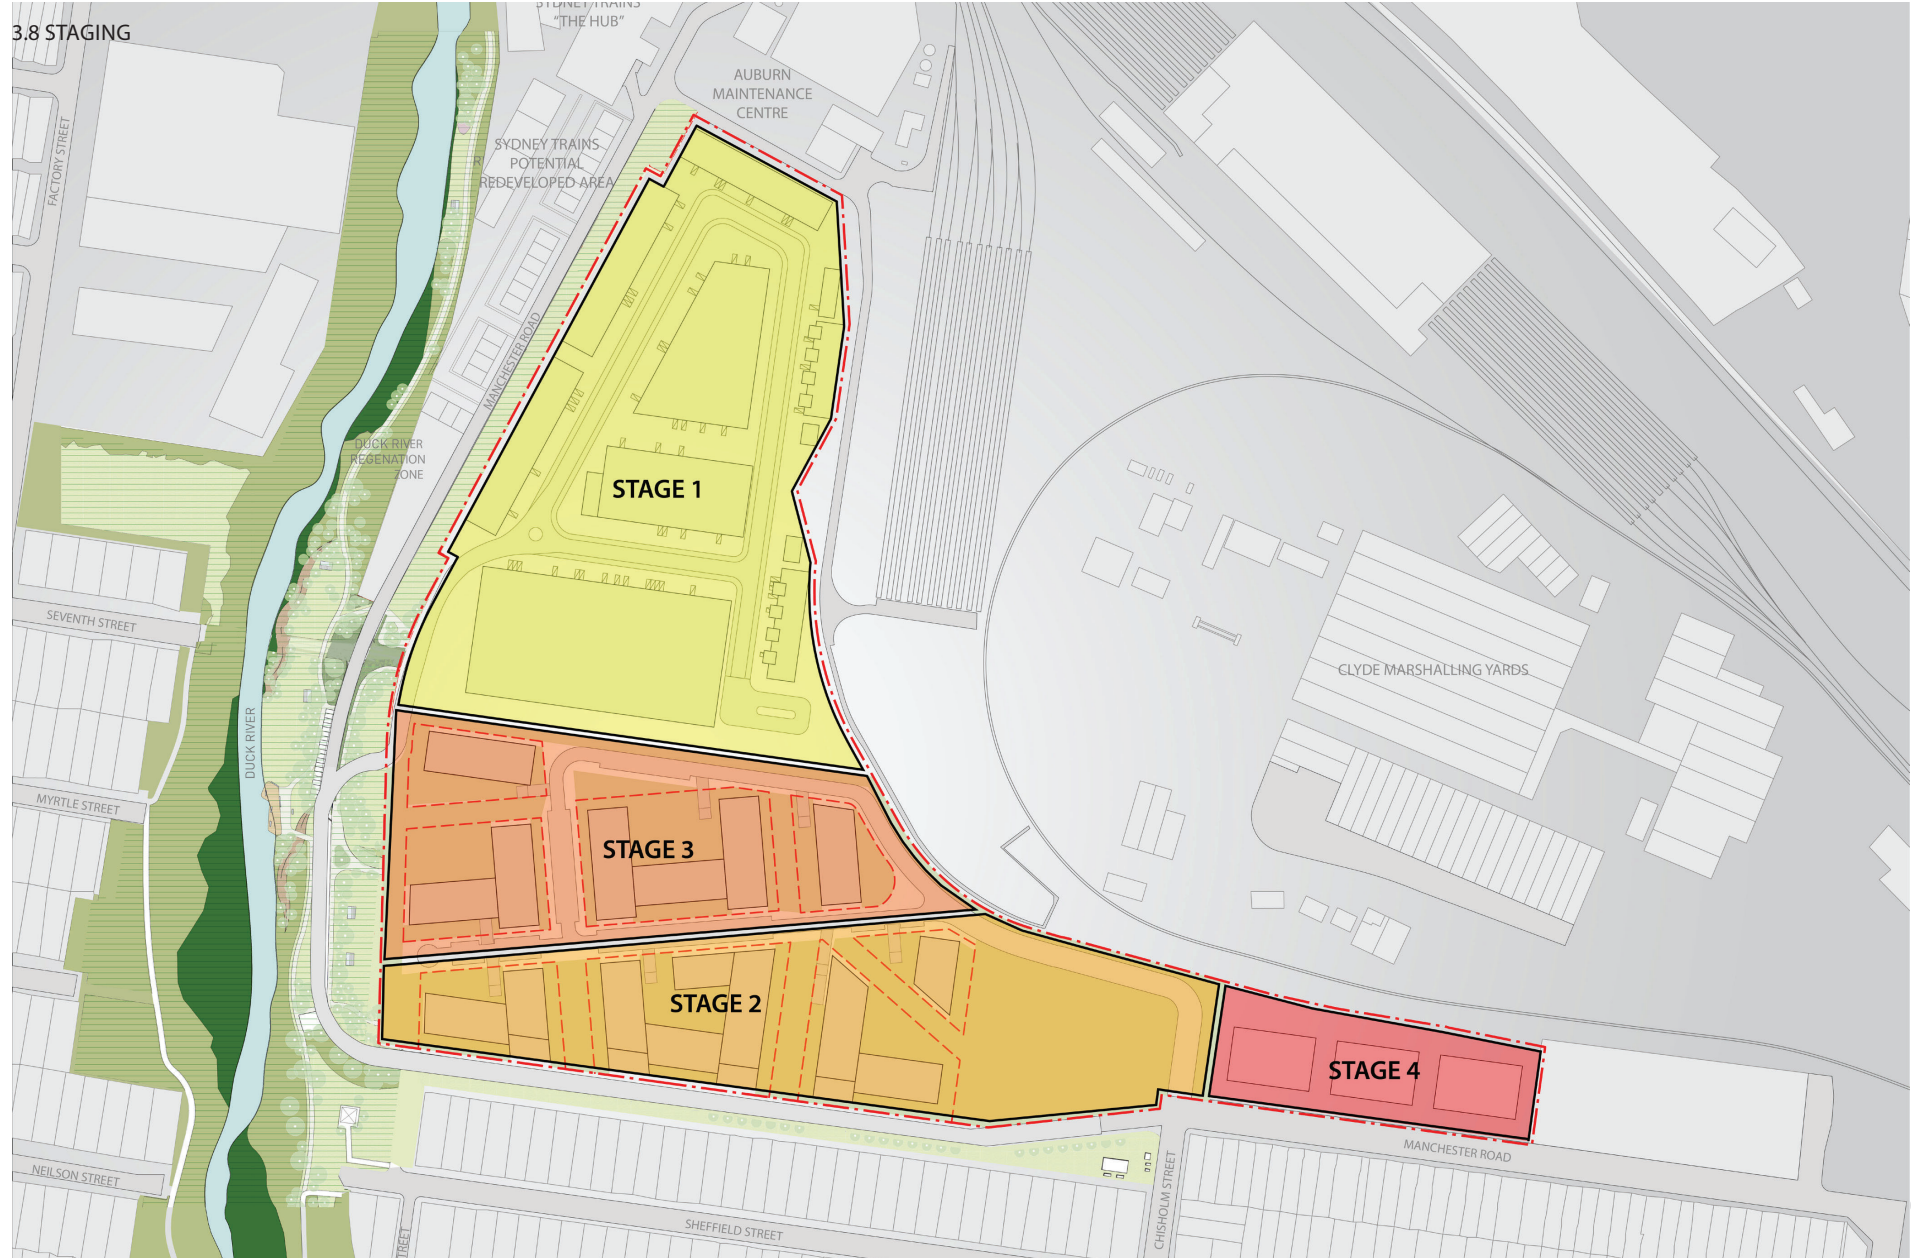 SYDNEY TRAINS
"THE HUB"
3.8 STAGING
AUBURN
MAINTENANCE
CENTRE
FACTORY STREET
SYDNEY TRAINS
POTENTIAL
REDEVELOPED AREA
MANCHESTER ROAD
DUCK RIVER
REGENATION
ZONE
STAGE 1
SEVENTH STREET
CLYDE MARSHALLING YARDS
DUCK RIVER
MYRTLE STREET
STAGE 3
STAGE 2
STAGE 4
MANCHESTER ROAD
NEILSON STREET
CHISHOLM STREET
SHEFFIELD STREET